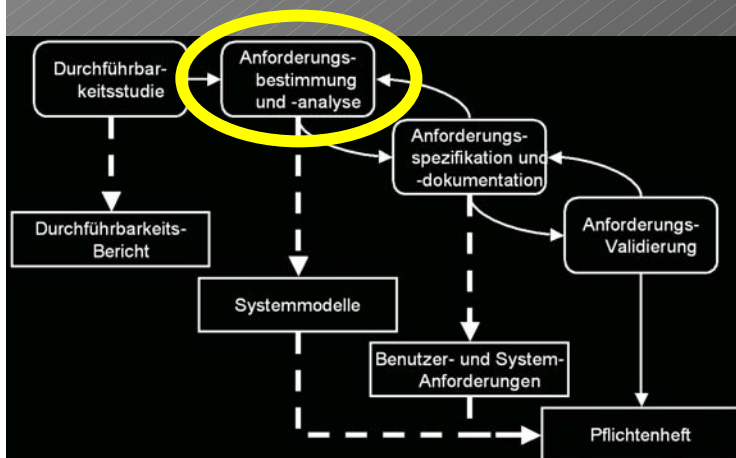 Durchführbar-
keitsstudie
Anforderungs-
bestimmung
und -analyse
Anforderungs-
spezifikation und
-dokumentation
Anforderungs-
Validierung
Durchführbarkeits-
Bericht
Systemmodelle
Benutzer- und System-
Anforderungen
Pflichtenheft